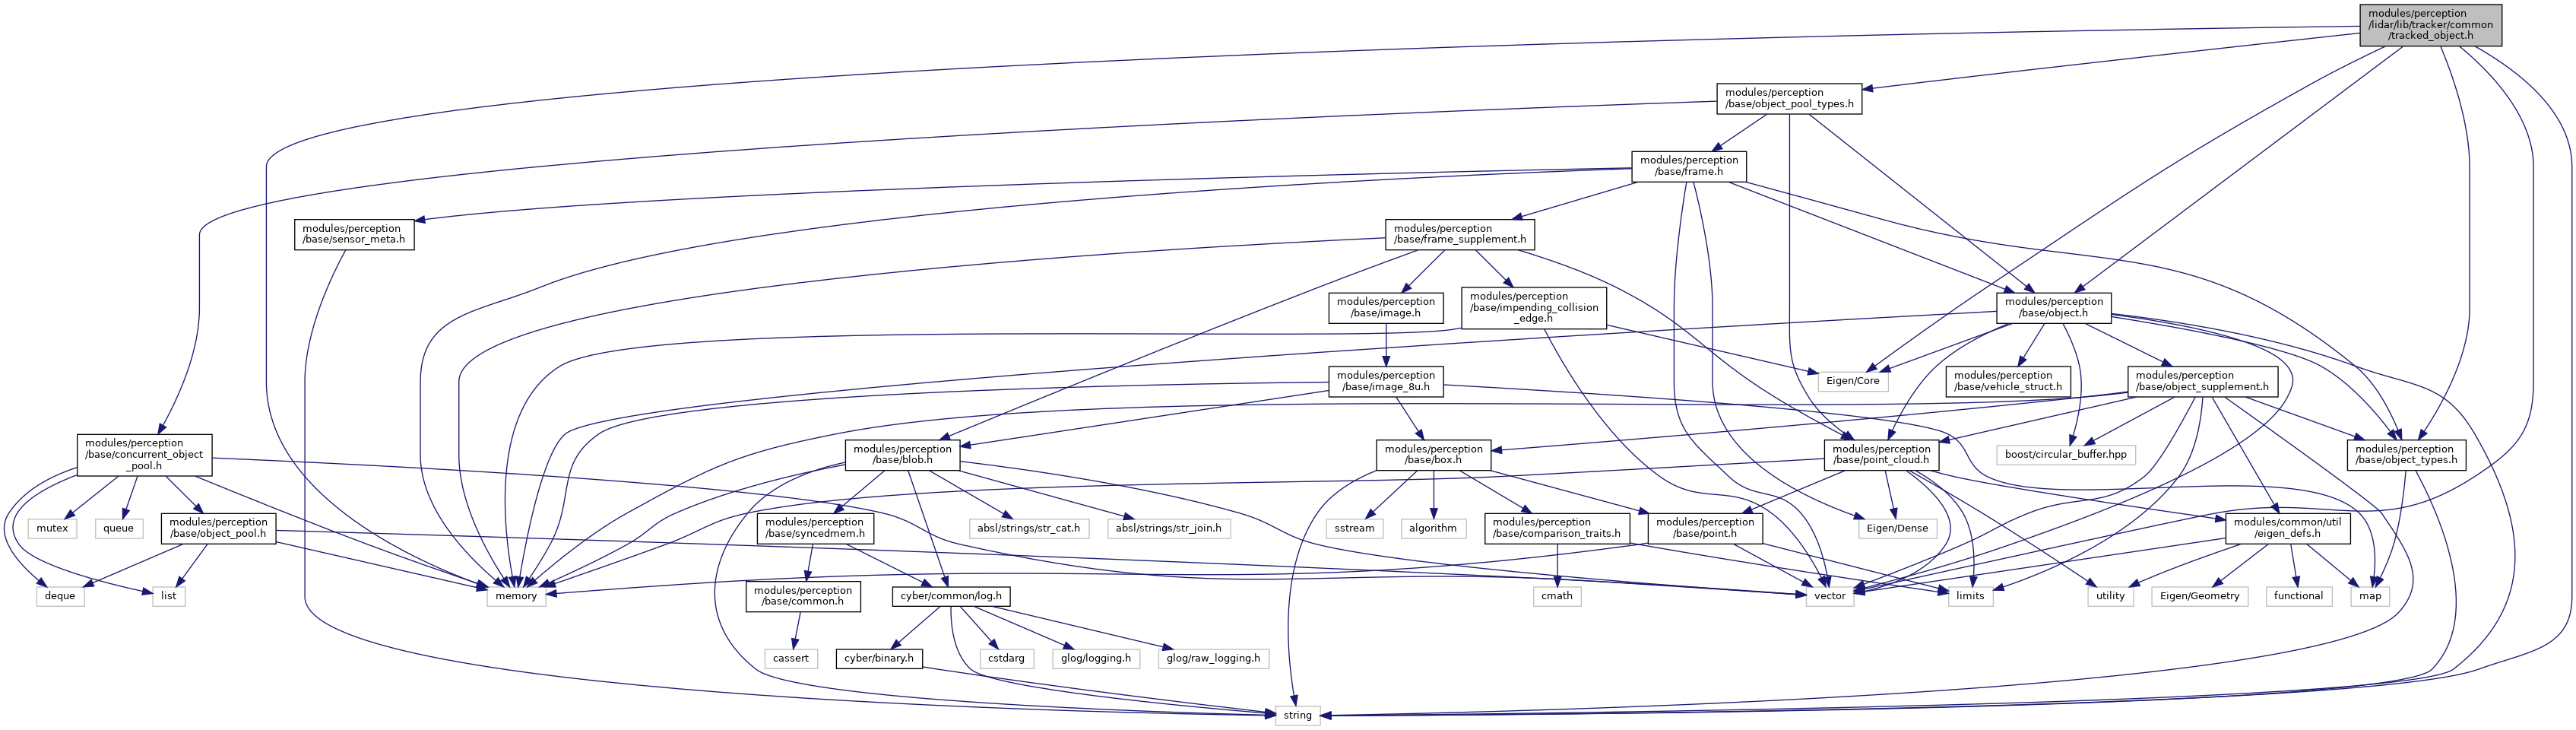 modules/perception
/lidar/lib/tracker/common
/tracked_object.h
modules/perception
/base/object_pool_types.h
modules/perception
/base/frame.h
modules/perception
/base/sensor_meta.h
modules/perception
/base/frame_supplement.h
modules/perception
/base/image.h
modules/perception
/base/impending_collision
_edge.h
modules/perception
/base/object.h
modules/perception
/base/image_8u.h
Eigen/Core
modules/perception
/base/vehicle_struct.h
modules/perception
/base/object_supplement.h
modules/perception
/base/concurrent_object
_pool.h
modules/perception
/base/blob.h
modules/perception
/base/box.h
modules/perception
/base/point_cloud.h
boost/circular_buffer.hpp
modules/perception
/base/object_types.h
mutex
queue
modules/perception
/base/object_pool.h
modules/perception
/base/syncedmem.h
absl/strings/str_cat.h
absl/strings/str_join.h
sstream
algorithm
modules/perception
/base/comparison_traits.h
modules/perception
/base/point.h
Eigen/Dense
modules/common/util
/eigen_defs.h
deque
list
memory
modules/perception
/base/common.h
cyber/common/log.h
cmath
vector
limits
utility
Eigen/Geometry
functional
map
cassert
cyber/binary.h
cstdarg
glog/logging.h
glog/raw_logging.h
string